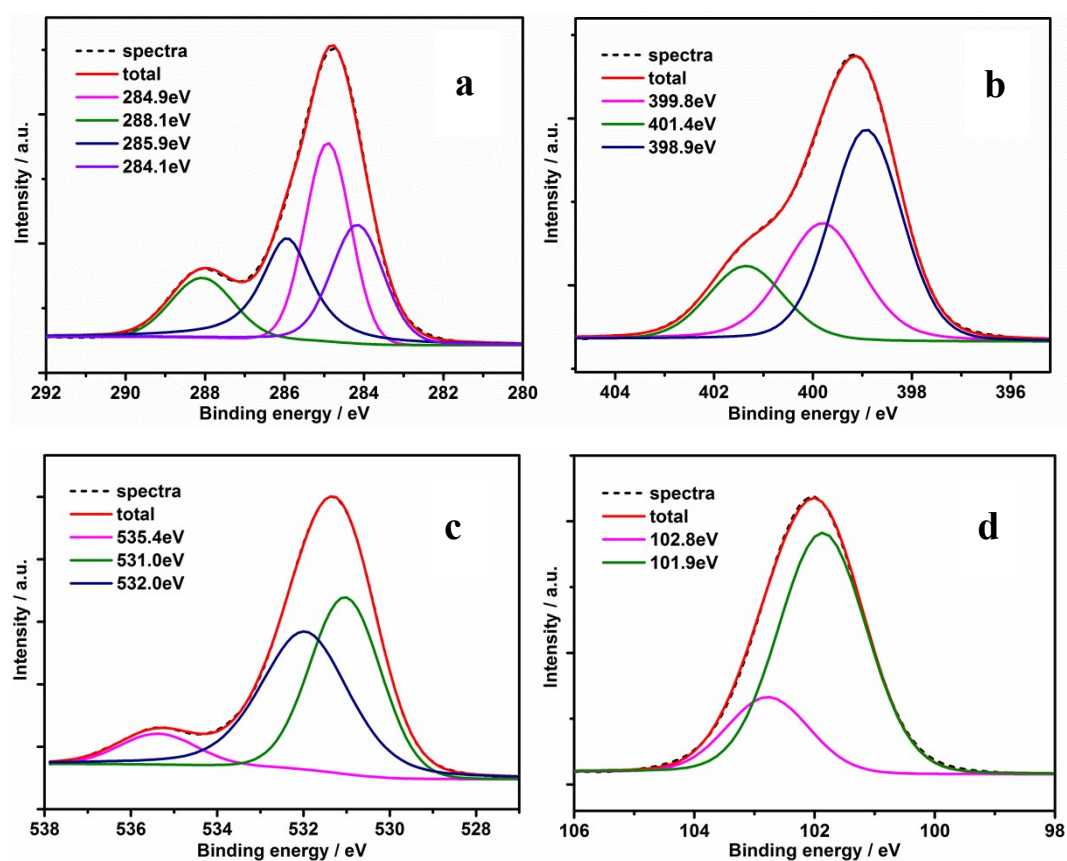 spectra
total
284.9eV
288.1eV
285.9eV
284.1eV
a
Intensity / a.u.
292 290 288 286 284 282 280
Binding energy / eV
spectra
total
399.8eV
401.4eV
398.9eV
b
Intensity / a.u.
404 402 400 398 396
Binding energy / eV
spectra
total
535.4eV
531.0eV
532.0eV
c
Intensity / a.u.
538 536 534 532 530 528
Binding energy / eV
spectra
total
102.8eV
101.9eV
d
Intensity / a.u.
106 104 102 100 98
Binding energy / eV